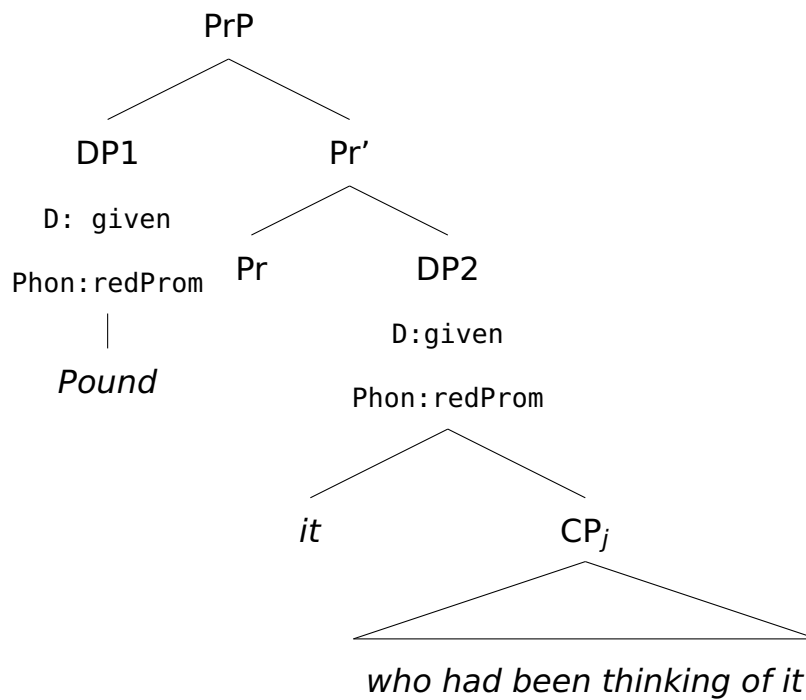 PrP
DP1 Pr’
D: given
Phon:redProm Pr DP2
D:given
Pound
Phon:redProm
it CPj
who had been thinking of it